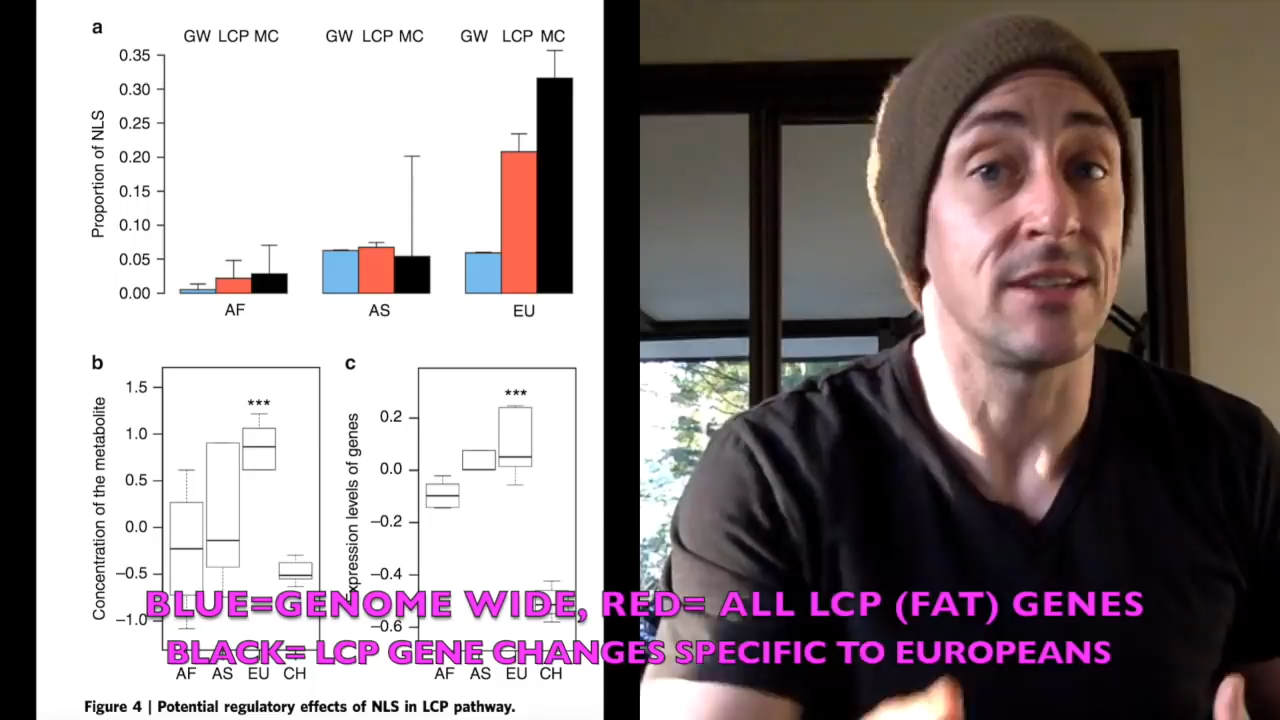 a
GW LCP MC GW LCP MC GW LCP MC
0.35
0.30
0.25
0.20
0.15
0.10
0.05
0.00
Proportion of NLS
AF AS EU
b
1.5
1.0
0.5
0.0
–0.5
–1.0
Concentration of the metabolite
***
AF AS EU CH
c
0.2
0.0
–0.2
–0.4
–0.6
Expression levels of genes
***
AF AS EU CH
BLUE=GENOME WIDE, RED= ALL LCP (FAT) GENES
BLACK= LCP GENE CHANGES SPECIFIC TO EUROPEANS
Figure 4 | Potential regulatory effects of NLS in LCP pathway.